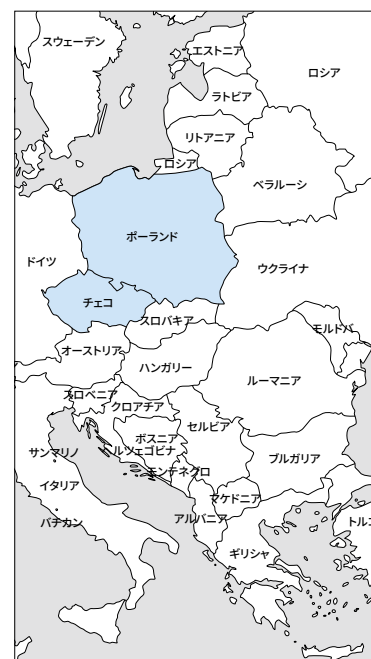 スウェーデン
エストニア
ロシア
ラトビア
リトアニア
ロシア
ベラルーシ
ポーランド
ドイツ
ウクライナ
チェコ
スロバキア
モルドバ
オーストリア
ハンガリー
ルーマニア
スロベニア
クロアチア
セルビア
ボスニア
ヘルツェゴビナ
サンマリノ
ブルガリア
モンテネグロ
イタリア
マケドニア
バチカン
アルバニア
トルコ
ギリシャ